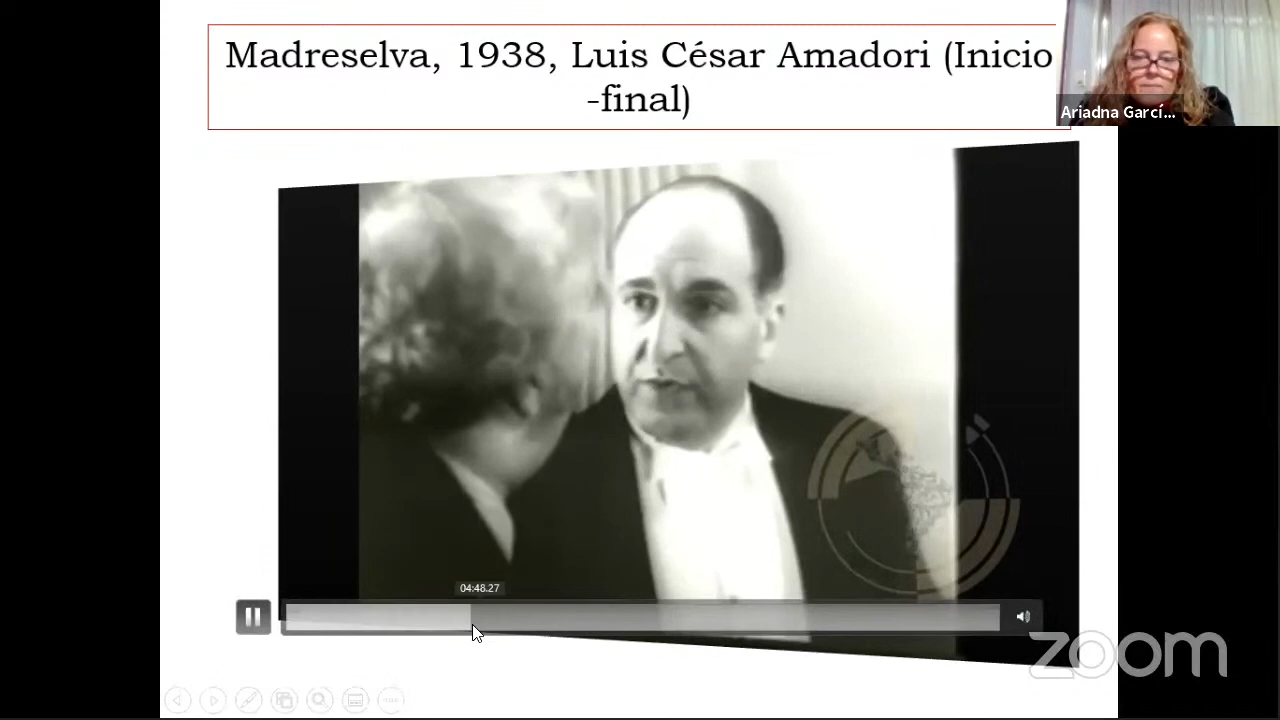 Madreselva, 1938, Luis César Amadori (Inicio
-final)
Ariadna Garcí...
04:48.27
zoom